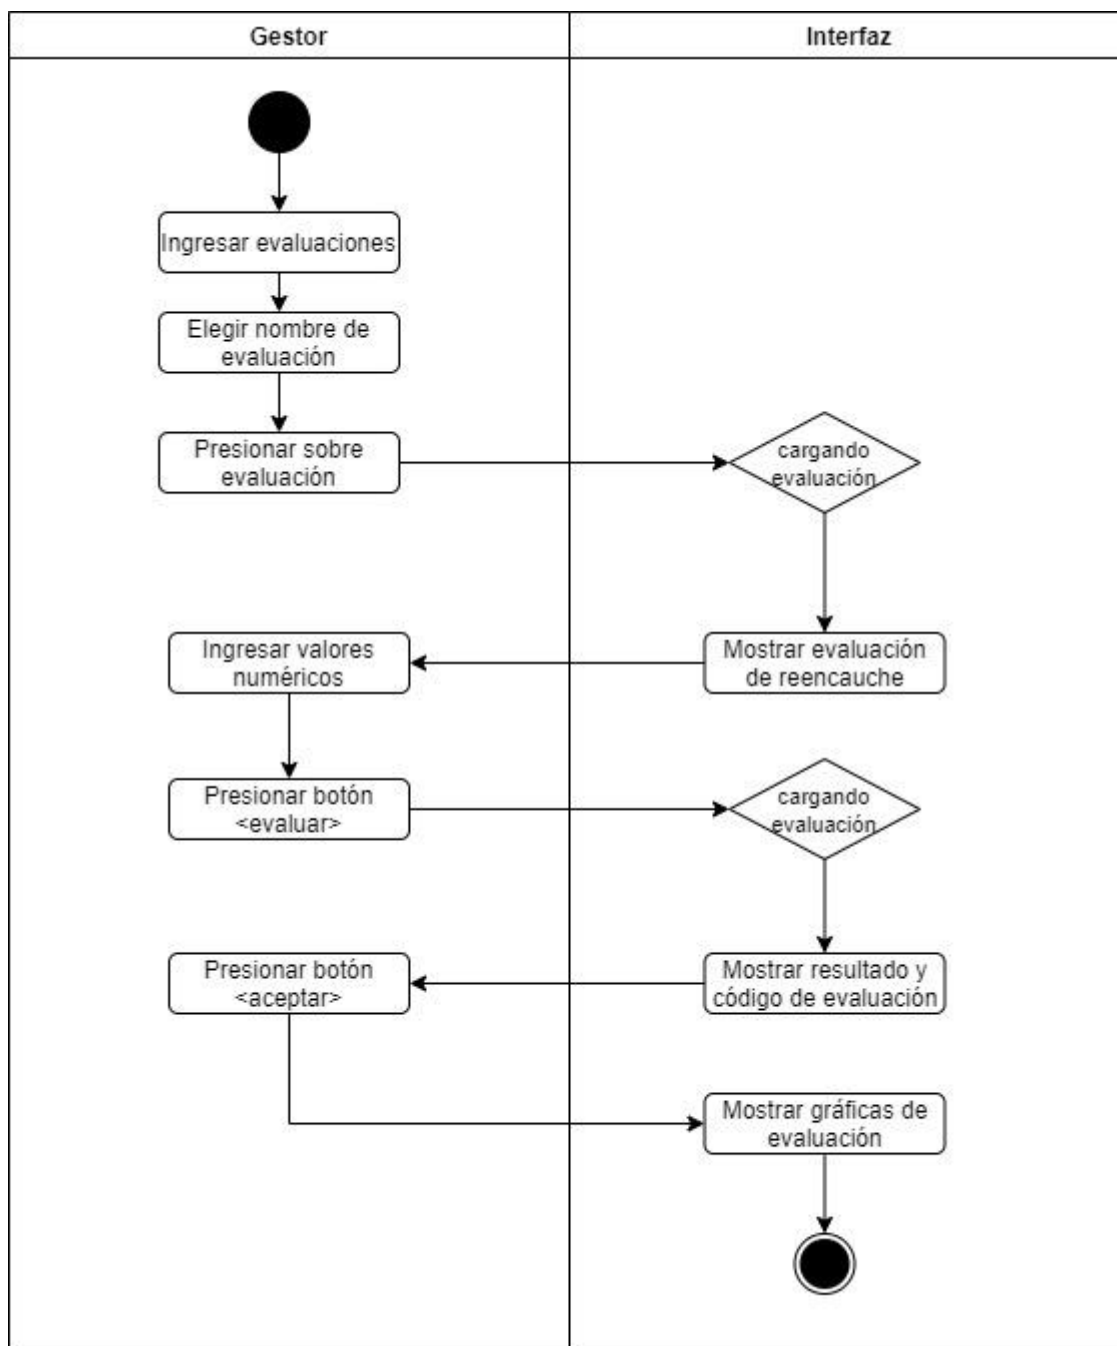 Gestor
Interfaz
Ingresar evaluaciones
Elegir nombre de
evaluación
Presionar sobre
evaluación
cargando
evaluación
Mostrar evaluación
de reencauche
Ingresar valores
numéricos
Presionar botón
<evaluar>
cargando
evaluación
Mostrar resultado y
código de evaluación
Presionar botón
<aceptar>
Mostrar gráficas de
evaluación